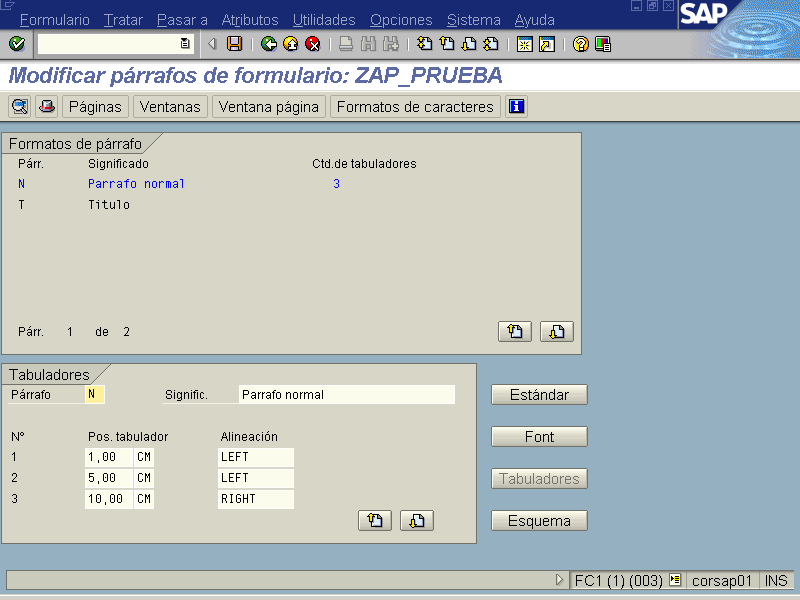 Formulario Tratar Pasar a Atributos Utilidades Opciones Sistema Ayuda
SAP
Modificar párrafos de formulario: ZAP_PRUEBA
Páginas Ventanas Ventana página Formatos de caracteres
Formatos de párrafo
Párr. Significado Ctd.de tabuladores
N Parrafo normal 3
T Titulo
Párr. 1 de 2
Tabuladores
Párrafo N Signific. Parrafo normal
Estándar
Nº Pos. tabulador Alineación
Font
1 1,00 CM LEFT
2 5,00 CM LEFT
Tabuladores
3 10,00 CM RIGHT
Esquema
FC1 (1) (003) corsap01 INS